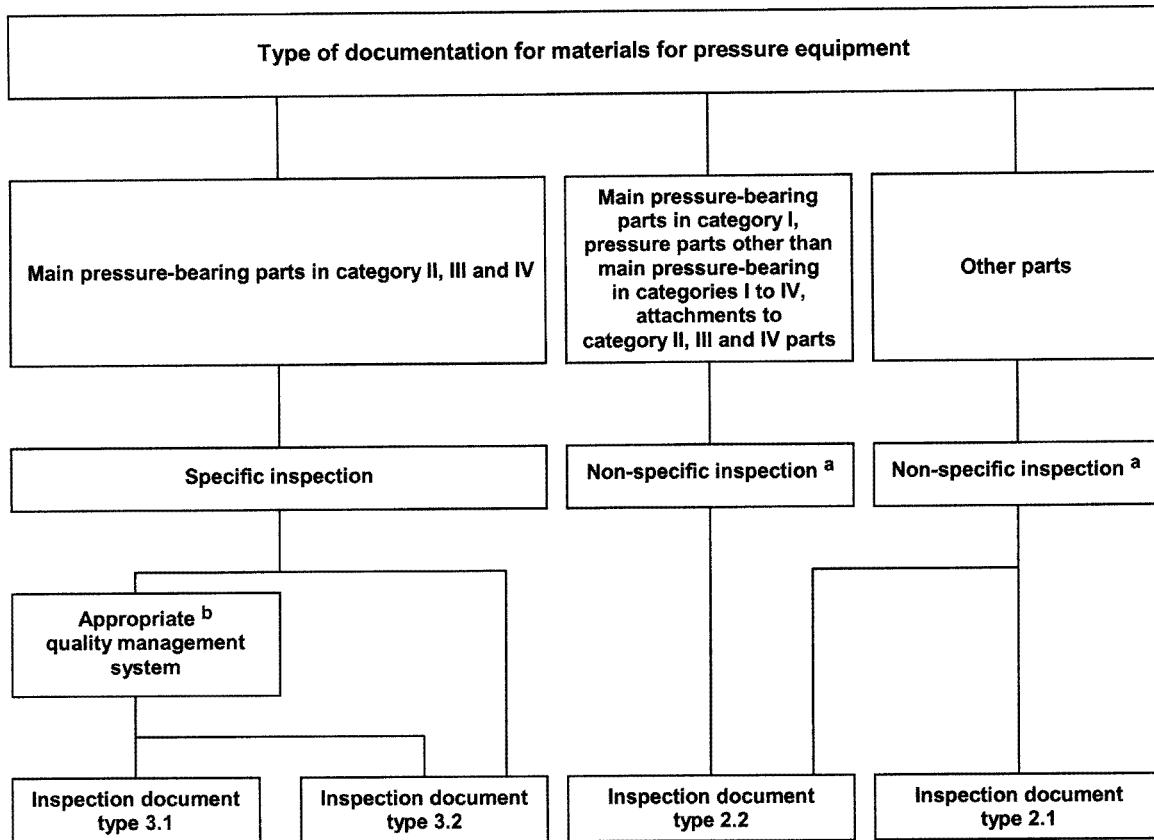 Type of documentation for materials for pressure equipment
Main pressure-bearing parts in category II, III and IV
Main pressure-bearing
parts in category I,
pressure parts other than
main pressure-bearing
in categories I to IV,
attachments to
category II, III and IV parts
Other parts
Specific inspection
Non-specific inspection a
Non-specific inspection a
Appropriate b
quality management
system
Inspection document
type 3.1
Inspection document
type 3.2
Inspection document
type 2.2
Inspection document
type 2.1